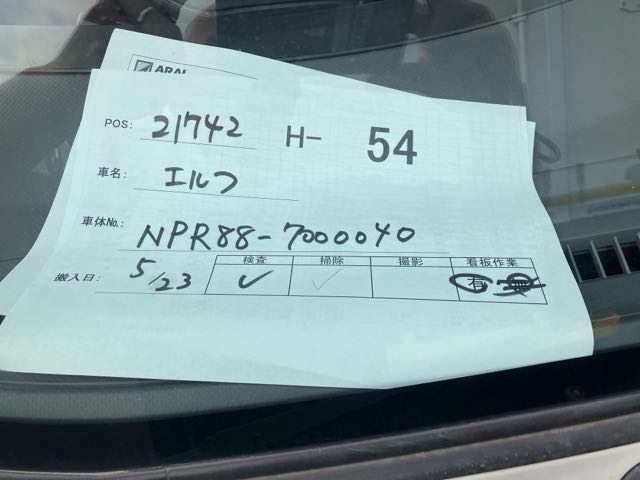 ARAI
POS: 21742 H- 54
車名: エルフ
車体No.: NPR88-7000040
搬入日: 5/23
検査 掃除 撮影 看板作業
✓ ✓ 有